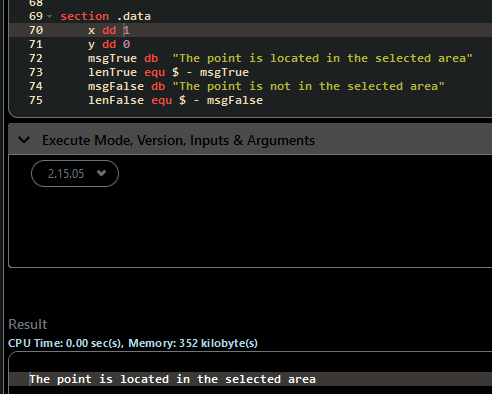 68
69 section .data
70 x dd 1
71 y dd 0
72 msgTrue db "The point is located in the selected area"
73 lenTrue equ $ - msgTrue
74 msgFalse db "The point is not in the selected area"
75 lenFalse equ $ - msgFalse
Execute Mode, Version, Inputs & Arguments
2.15.05
Result
CPU Time: 0.00 sec(s), Memory: 352 kilobyte(s)
The point is located in the selected area